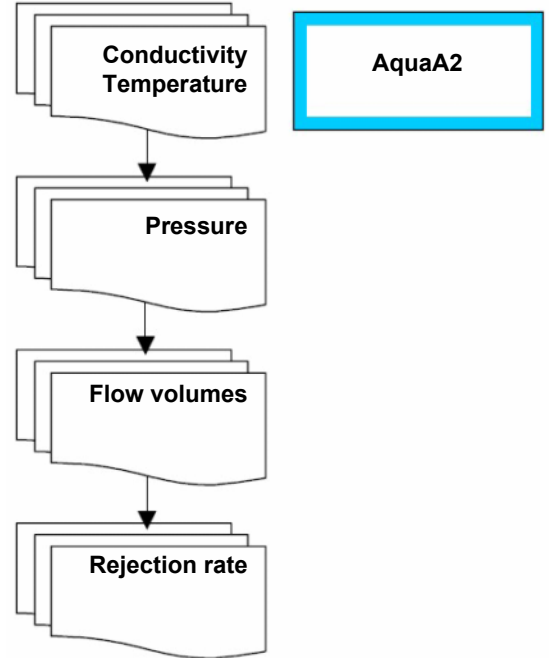 Conductivity
Temperature
AquaA2
Pressure
Flow volumes
Rejection rate